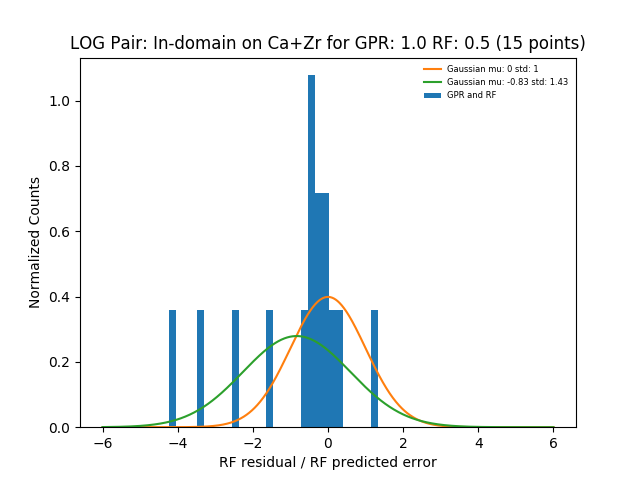 LOG Pair: In-domain on Ca+Zr for GPR: 1.0 RF: 0.5 (15 points)
Gaussian mu: 0 std: 1
Gaussian mu: -0.83 std: 1.43
GPR and RF
Normalized Counts
1.0
0.8
0.6
0.4
0.2
0.0
−6 −4 −2 0 2 4 6
RF residual / RF predicted error